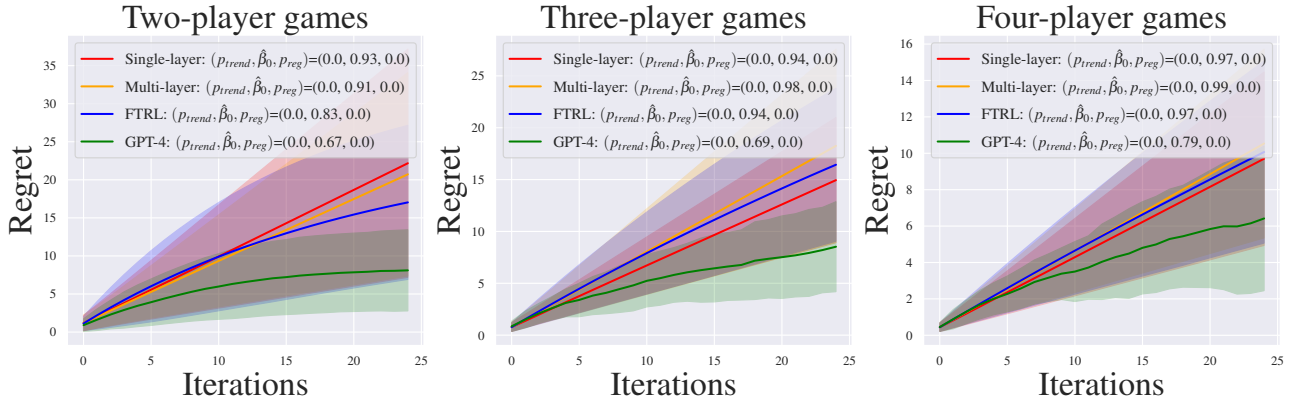 Two-player games
Regret
35
30
25
20
15
10
5
0
Single-layer: (p_trend, β̂_0, p_reg)=(0.0, 0.93, 0.0)
Multi-layer: (p_trend, β̂_0, p_reg)=(0.0, 0.91, 0.0)
FTRL: (p_trend, β̂_0, p_reg)=(0.0, 0.83, 0.0)
GPT-4: (p_trend, β̂_0, p_reg)=(0.0, 0.67, 0.0)
0 5 10 15 20 25
Iterations
Three-player games
Regret
25
20
15
10
5
0
Single-layer: (p_trend, β̂_0, p_reg)=(0.0, 0.94, 0.0)
Multi-layer: (p_trend, β̂_0, p_reg)=(0.0, 0.98, 0.0)
FTRL: (p_trend, β̂_0, p_reg)=(0.0, 0.94, 0.0)
GPT-4: (p_trend, β̂_0, p_reg)=(0.0, 0.69, 0.0)
0 5 10 15 20 25
Iterations
Four-player games
Regret
16
14
12
10
8
6
4
2
0
Single-layer: (p_trend, β̂_0, p_reg)=(0.0, 0.97, 0.0)
Multi-layer: (p_trend, β̂_0, p_reg)=(0.0, 0.99, 0.0)
FTRL: (p_trend, β̂_0, p_reg)=(0.0, 0.97, 0.0)
GPT-4: (p_trend, β̂_0, p_reg)=(0.0, 0.79, 0.0)
0 5 10 15 20 25
Iterations